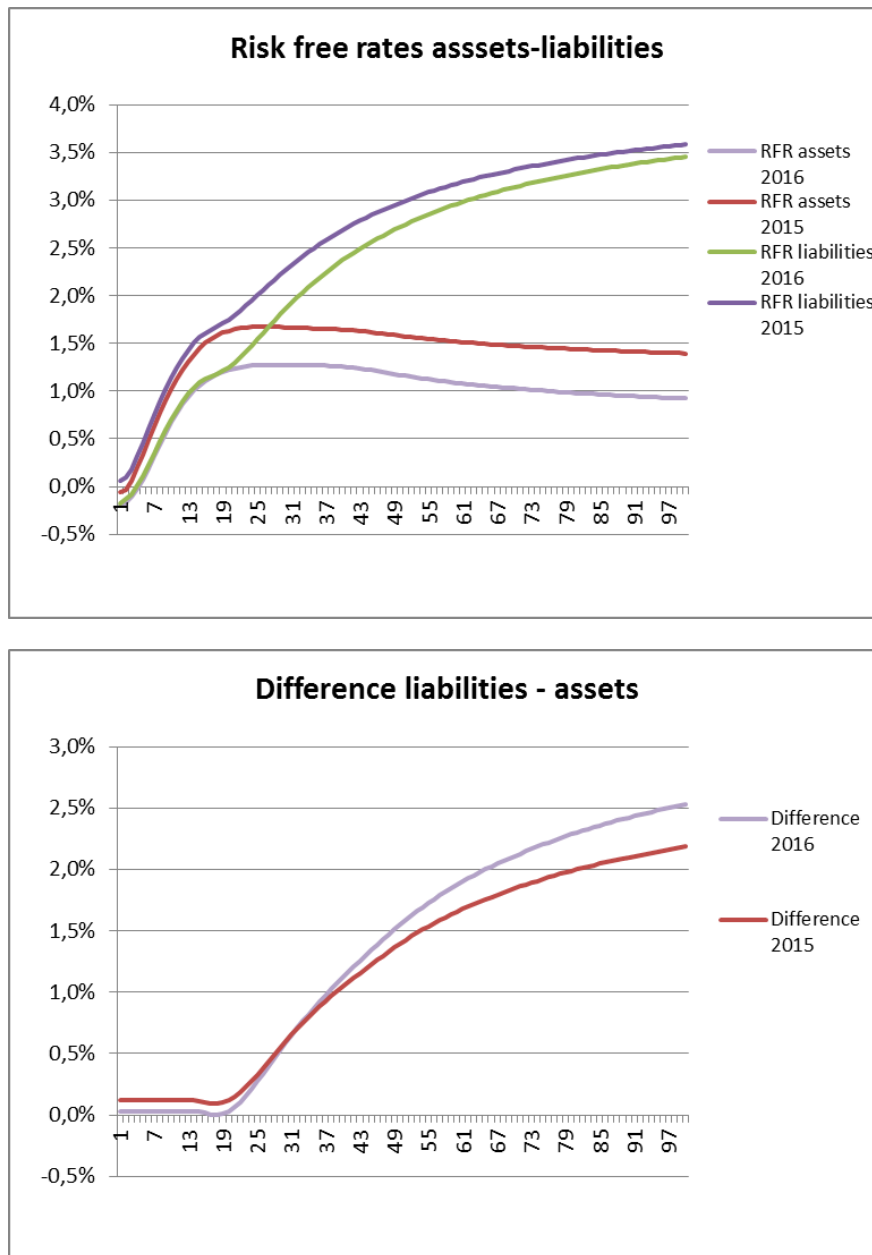 Risk free rates asssets-liabilities
4,0%
3,5%
3,0%
2,5%
2,0%
1,5%
1,0%
0,5%
0,0%
-0,5%
1 7 13 19 25 31 37 43 49 55 61 67 73 79 85 91 97
RFR assets
2016
RFR assets
2015
RFR liabilities
2016
RFR liabilities
2015
Difference liabilities - assets
3,0%
2,5%
2,0%
1,5%
1,0%
0,5%
0,0%
-0,5%
1 7 13 19 25 31 37 43 49 55 61 67 73 79 85 91 97
Difference
2016
Difference
2015